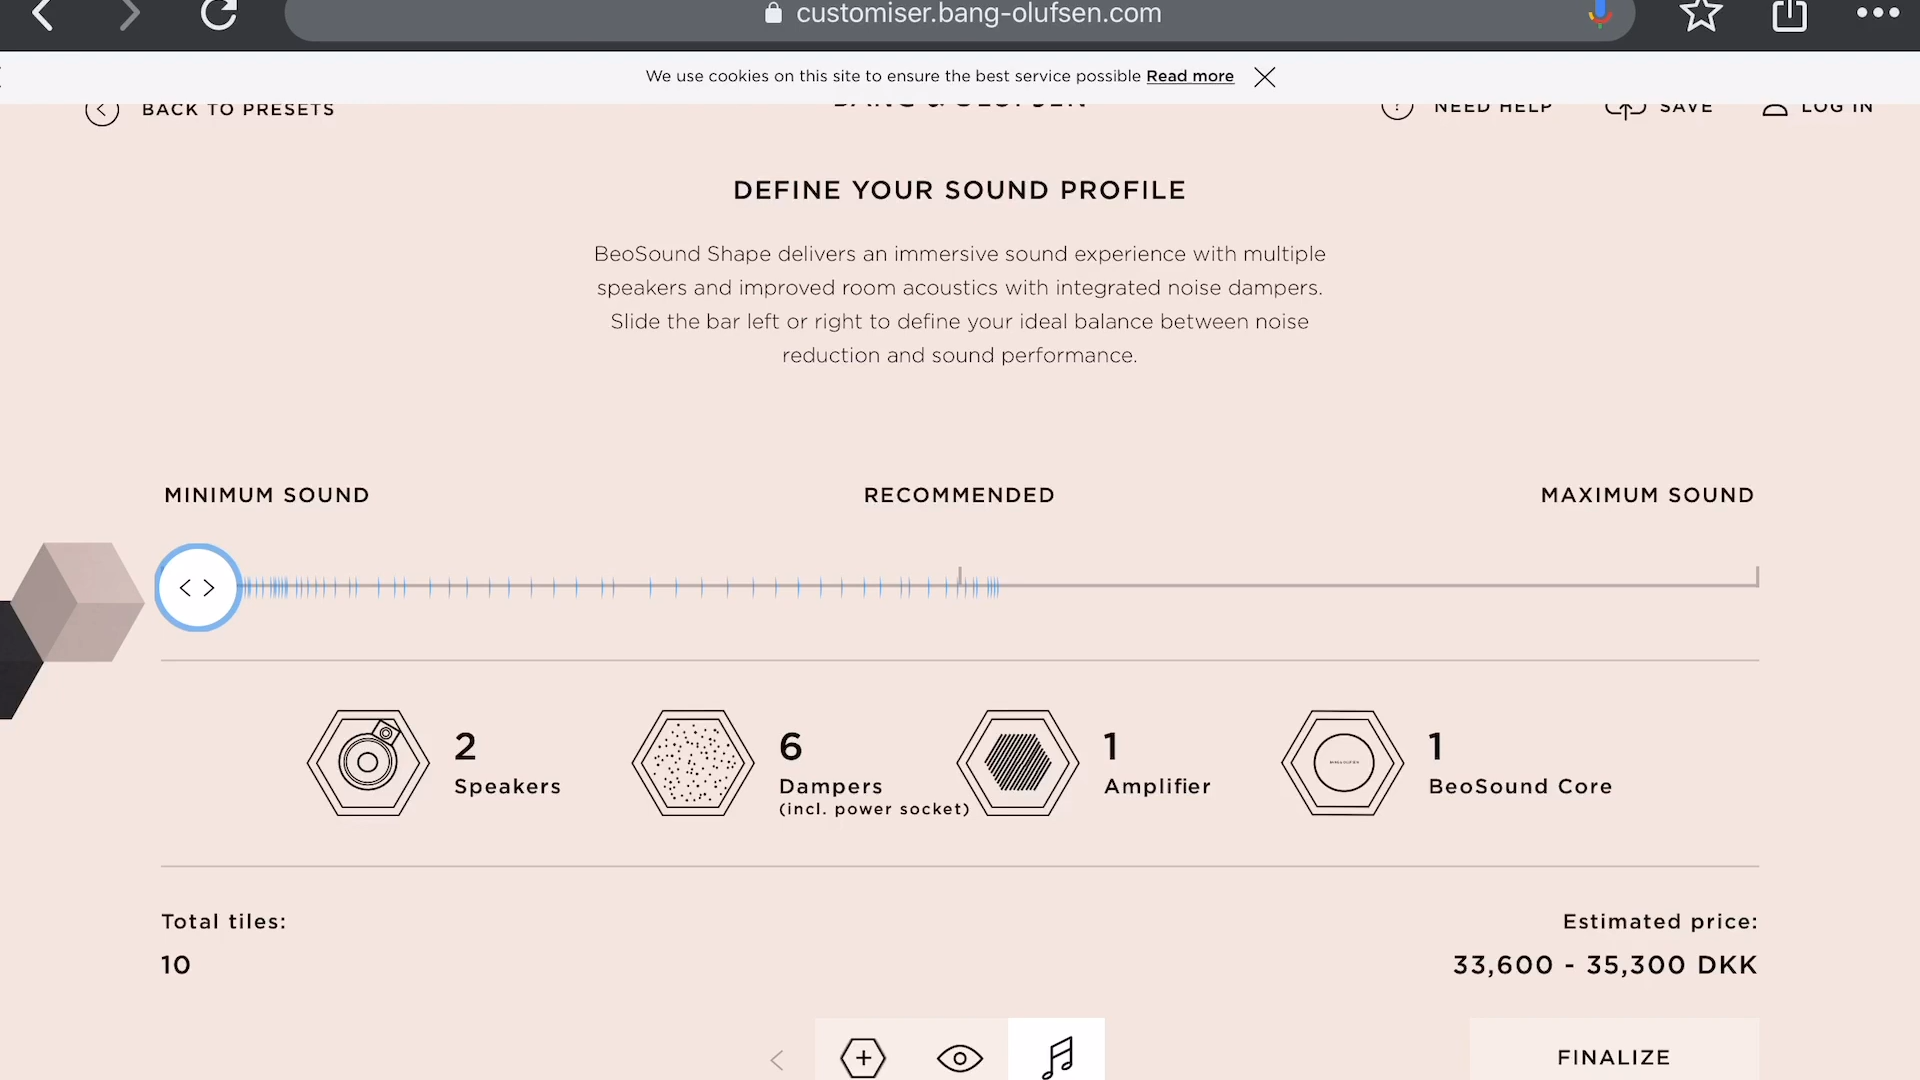 customiser.bang-olufsen.com
We use cookies on this site to ensure the best service possible Read more
BACK TO PRESETS
BANG & OLUFSEN
NEED HELP
SAVE
LOG IN
DEFINE YOUR SOUND PROFILE
BeoSound Shape delivers an immersive sound experience with multiple
speakers and improved room acoustics with integrated noise dampers.
Slide the bar left or right to define your ideal balance between noise
reduction and sound performance.
MINIMUM SOUND
RECOMMENDED
MAXIMUM SOUND
2
Speakers
6
Dampers
(incl. power socket)
1
Amplifier
1
BeoSound Core
Total tiles:
10
Estimated price:
33,600 - 35,300 DKK
FINALIZE